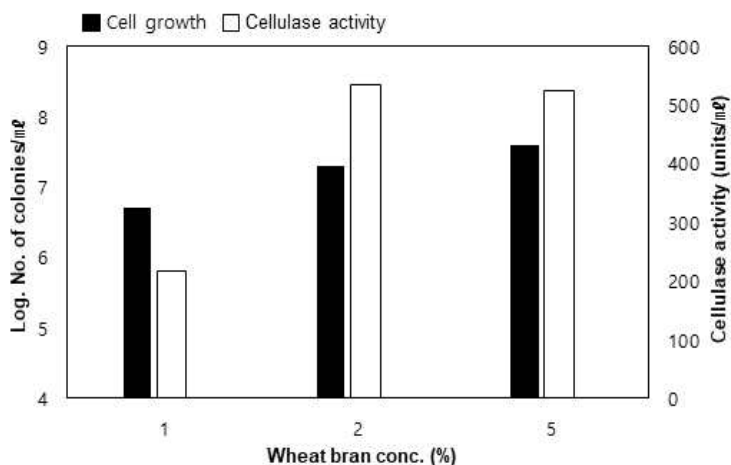 Cell growth Cellulase activity
9
8
7
6
5
4
Log. No. of colonies/㎖
600
500
400
300
200
100
0
Cellulase activity (units/㎖)
1 2 5
Wheat bran conc. (%)